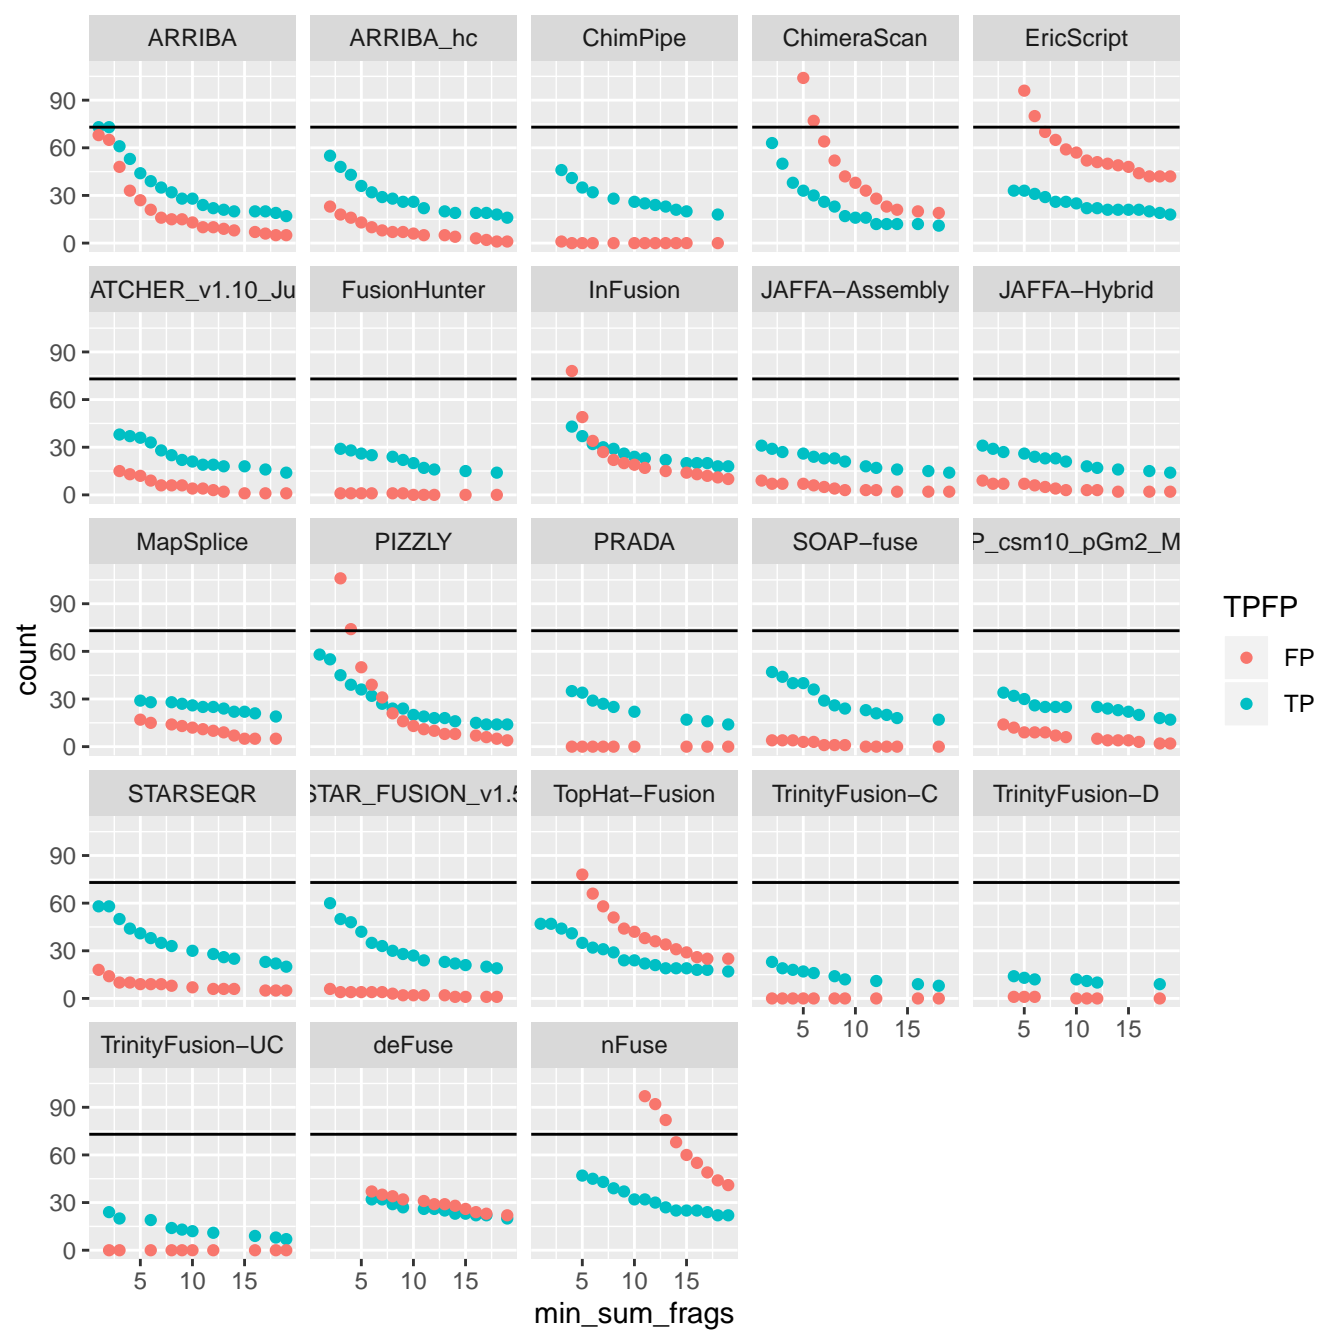 ARRIBA ARRIBA_hc ChimPipe ChimeraScan EricScript
90
60
30
0
ATCHER_v1.10_Ju FusionHunter InFusion JAFFA−Assembly JAFFA−Hybrid
90
60
30
0
MapSplice PIZZLY PRADA SOAP−fuse P_csm10_pGm2_M
90
60
30
0
count
TPFP
FP
TP
STARSEQR STAR_FUSION_v1.5 TopHat−Fusion TrinityFusion−C TrinityFusion−D
90
60
30
0
5 10 15 5 10 15
TrinityFusion−UC deFuse nFuse
90
60
30
0
5 10 15 5 10 15 5 10 15
min_sum_frags